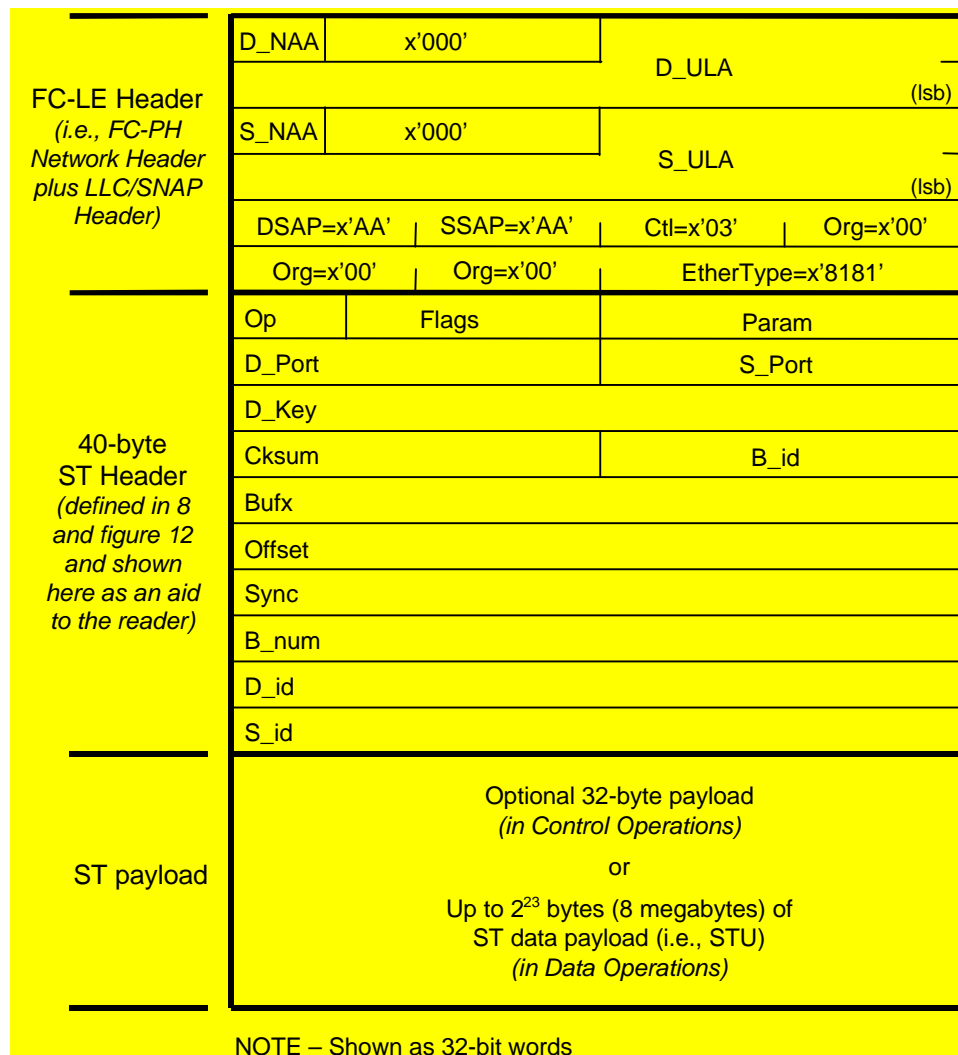 D_NAA x'000'
D_ULA
(lsb)
FC-LE Header
(i.e., FC-PH
Network Header
plus LLC/SNAP
Header)
S_NAA x'000'
S_ULA
(lsb)
DSAP=x'AA' SSAP=x'AA' Ctl=x'03' Org=x'00'
Org=x'00' Org=x'00' EtherType=x'8181'
40-byte
ST Header
(defined in 8
and figure 12
and shown
here as an aid
to the reader)
Op Flags Param
D_Port S_Port
D_Key
Cksum B_id
Bufx
Offset
Sync
B_num
D_id
S_id
ST payload
Optional 32-byte payload
(in Control Operations)
or
Up to 2²³ bytes (8 megabytes) of
ST data payload (i.e., STU)
(in Data Operations)
NOTE – Shown as 32-bit words